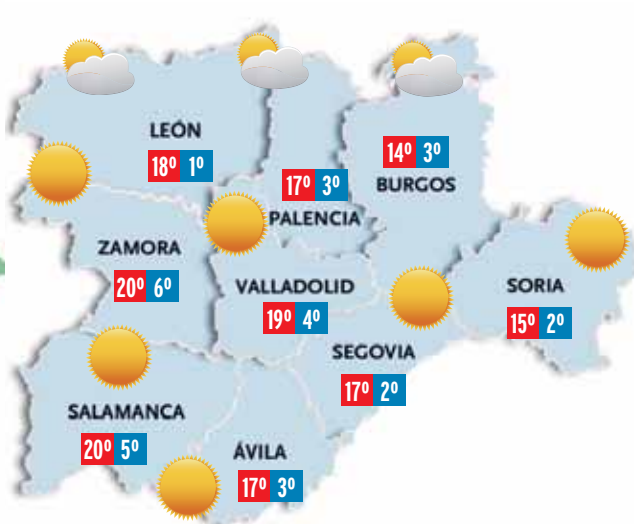 LEÓN
18º 1º
14º 3º
BURGOS
17º 3º
PALENCIA
ZAMORA
20º 6º
VALLADOLID
19º 4º
SORIA
15º 2º
SEGOVIA
17º 2º
SALAMANCA
20º 5º
ÁVILA
17º 3º